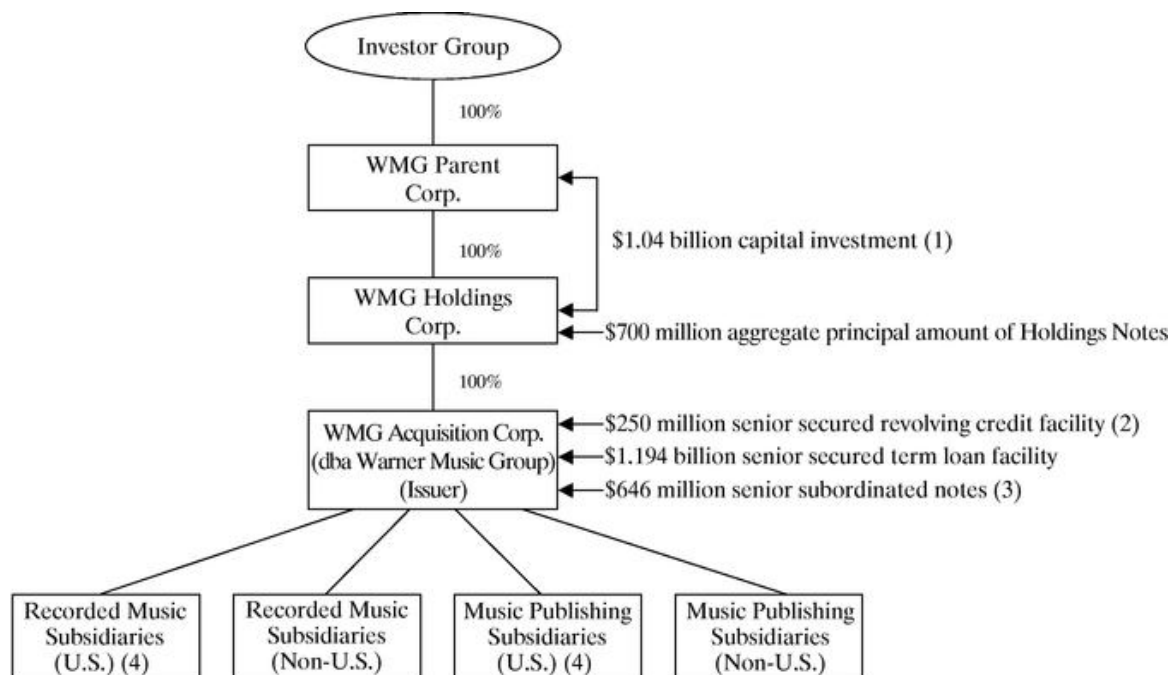 Investor Group
100%
WMG Parent
Corp.
$1.04 billion capital investment (1)
100%
WMG Holdings
Corp.
$700 million aggregate principal amount of Holdings Notes
100%
WMG Acquisition Corp.
(dba Warner Music Group)
(Issuer)
$250 million senior secured revolving credit facility (2)
$1.194 billion senior secured term loan facility
$646 million senior subordinated notes (3)
Recorded Music
Subsidiaries
(U.S.) (4)
Recorded Music
Subsidiaries
(Non-U.S.)
Music Publishing
Subsidiaries
(U.S.) (4)
Music Publishing
Subsidiaries
(Non-U.S.)